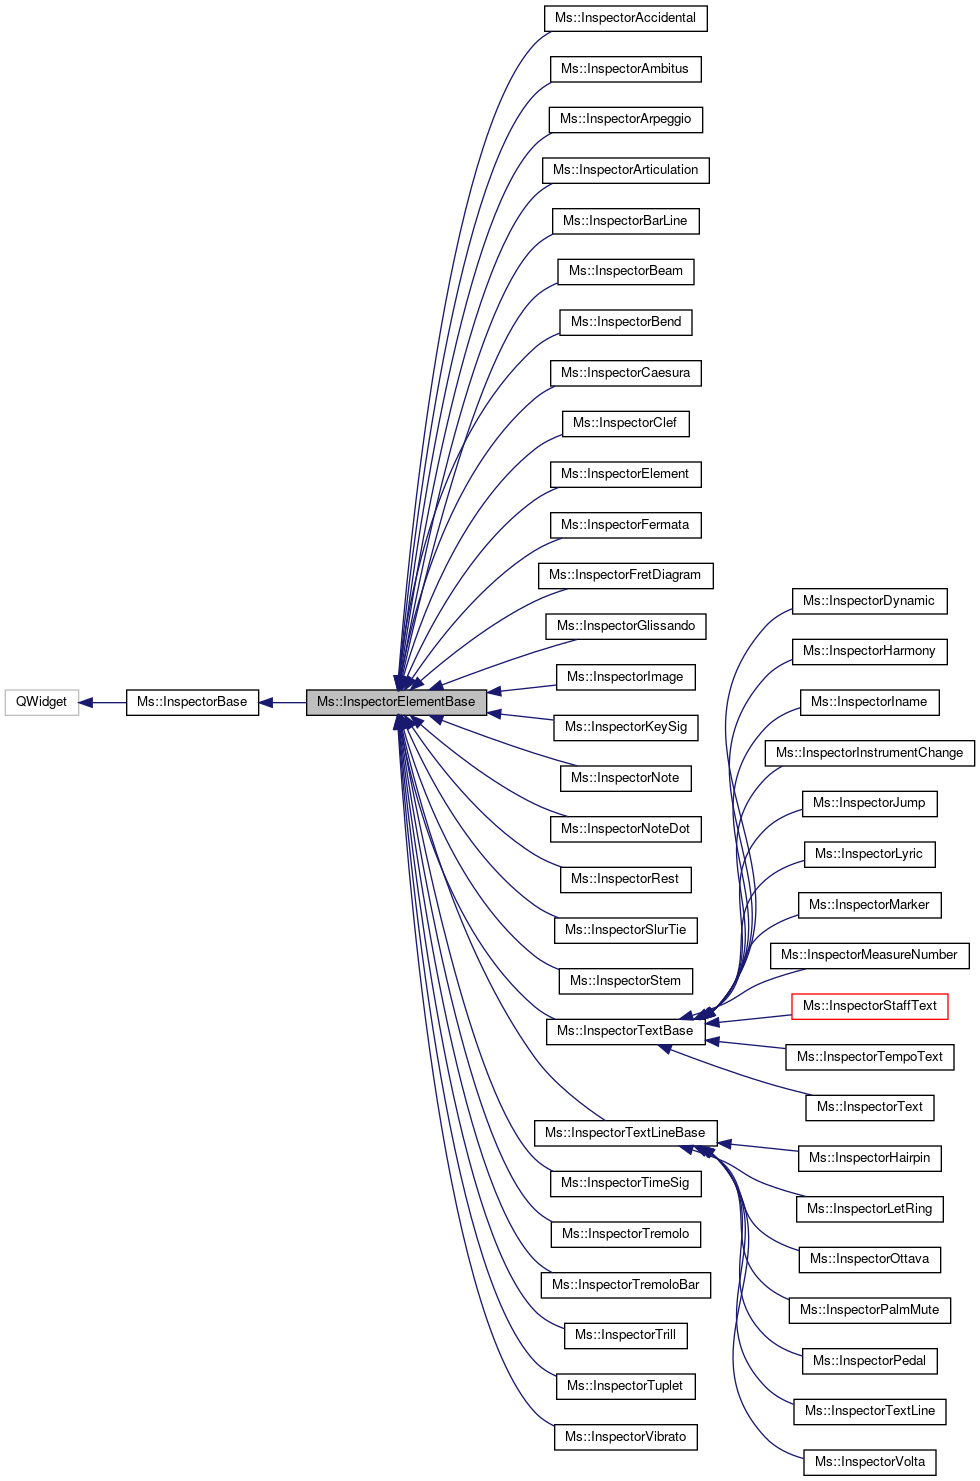 QWidget
Ms::InspectorBase
Ms::InspectorElementBase
Ms::InspectorAccidental
Ms::InspectorAmbitus
Ms::InspectorArpeggio
Ms::InspectorArticulation
Ms::InspectorBarLine
Ms::InspectorBeam
Ms::InspectorBend
Ms::InspectorCaesura
Ms::InspectorClef
Ms::InspectorElement
Ms::InspectorFermata
Ms::InspectorFretDiagram
Ms::InspectorGlissando
Ms::InspectorImage
Ms::InspectorKeySig
Ms::InspectorNote
Ms::InspectorNoteDot
Ms::InspectorRest
Ms::InspectorSlurTie
Ms::InspectorStem
Ms::InspectorTextBase
Ms::InspectorTextLineBase
Ms::InspectorTimeSig
Ms::InspectorTremolo
Ms::InspectorTremoloBar
Ms::InspectorTrill
Ms::InspectorTuplet
Ms::InspectorVibrato
Ms::InspectorDynamic
Ms::InspectorHarmony
Ms::InspectorIname
Ms::InspectorInstrumentChange
Ms::InspectorJump
Ms::InspectorLyric
Ms::InspectorMarker
Ms::InspectorMeasureNumber
Ms::InspectorStaffText
Ms::InspectorTempoText
Ms::InspectorText
Ms::InspectorHairpin
Ms::InspectorLetRing
Ms::InspectorOttava
Ms::InspectorPalmMute
Ms::InspectorPedal
Ms::InspectorTextLine
Ms::InspectorVolta